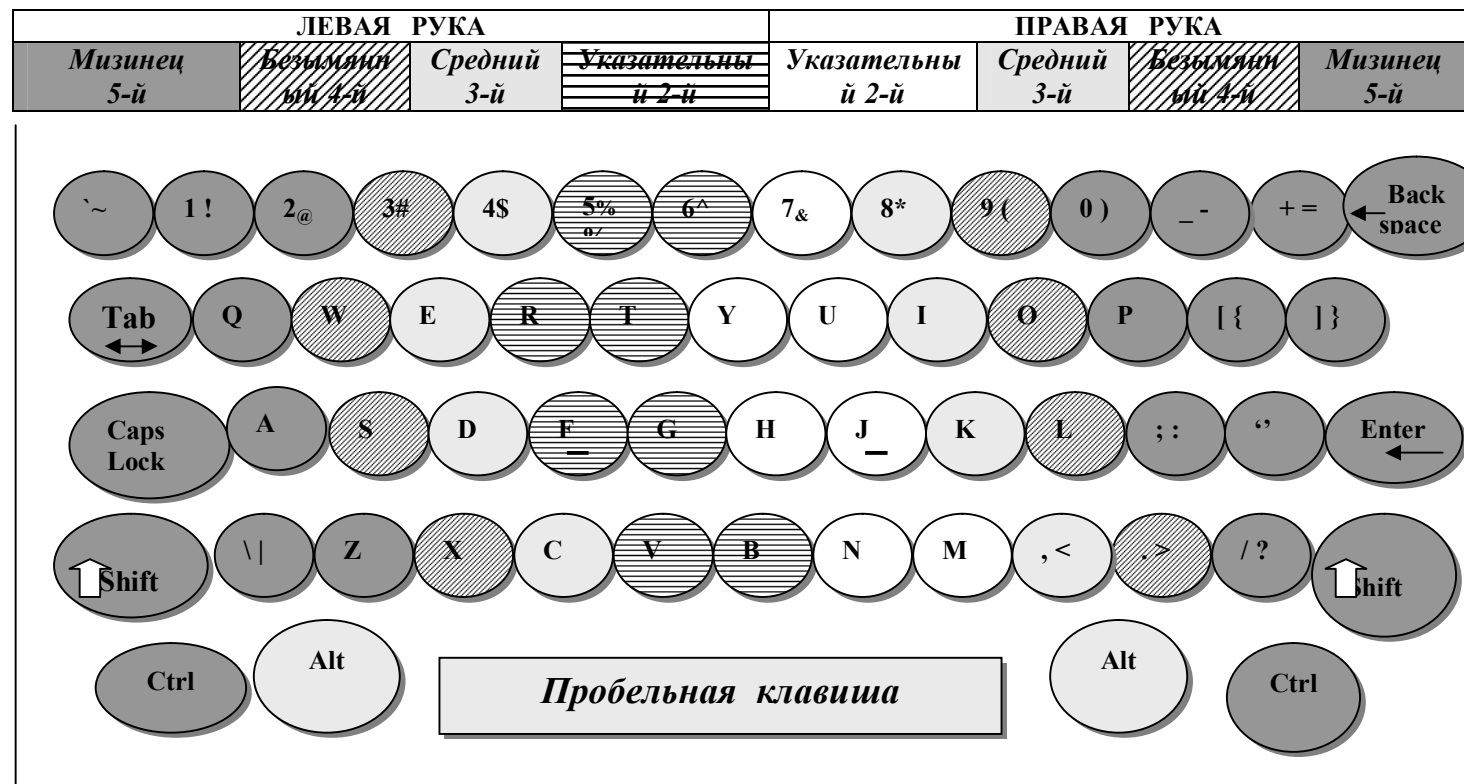 ЛЕВАЯ РУКА ПРАВАЯ РУКА
Мизинец Безымянн Средний Указательны Указательны Средний Безымянн Мизинец
5-й ый 4-й 3-й й 2-й й 2-й 3-й ый 4-й 5-й
`~ 1 ! 2@ 3# 4$ 5% 6^ 7& 8* 9 ( 0 ) _ - + = Back
% space
Tab Q W E R T Y U I O P [ { ] }
Caps A S D F G H J K L ; : “’ Enter
Lock
Shift \ | Z X C V B N M , < . > / ? Shift
Ctrl Alt Пробельная клавиша Alt Ctrl